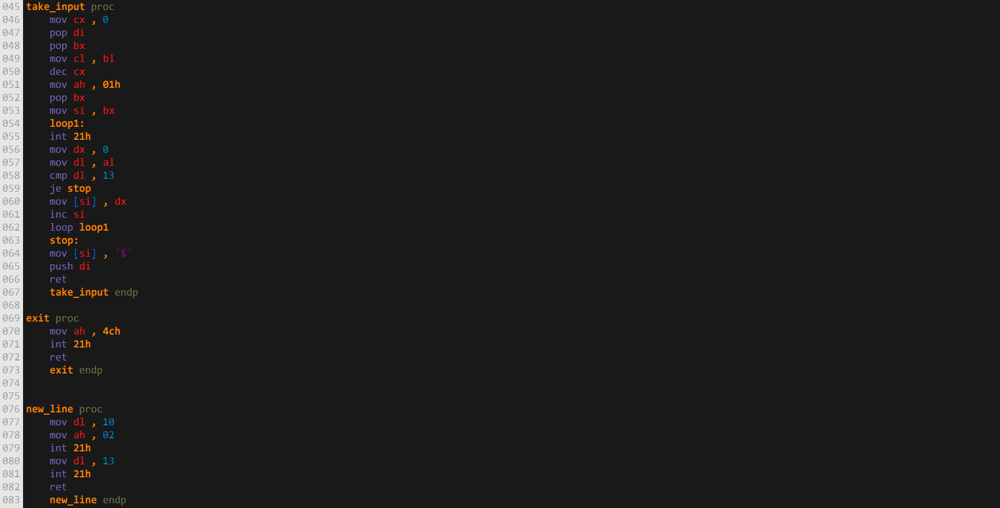 045 take_input proc
046     mov cx , 0
047     pop di
048     pop bx
049     mov cl , bl
050     dec cx
051     mov ah , 01h
052     pop bx
053     mov si , bx
054     loop1:
055     int 21h
056     mov dx , 0
057     mov dl , al
058     cmp dl , 13
059     je stop
060     mov [si] , dx
061     inc si
062     loop loop1
063     stop:
064     mov [si] , '$'
065     push di
066     ret
067     take_input endp
068
069 exit proc
070     mov ah , 4ch
071     int 21h
072     ret
073     exit endp
074
075
076 new_line proc
077     mov dl , 10
078     mov ah , 02
079     int 21h
080     mov dl , 13
081     int 21h
082     ret
083     new_line endp